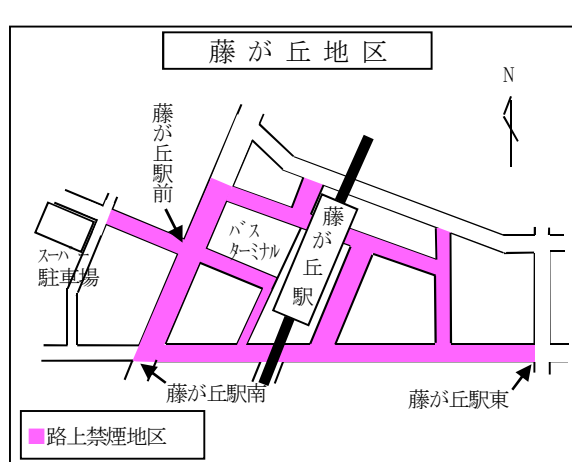 藤が丘地区
N
藤が丘駅前
バス
ターミナル
藤が丘駅
スーパー
駐車場
藤が丘駅南
藤が丘駅東
路上禁煙地区